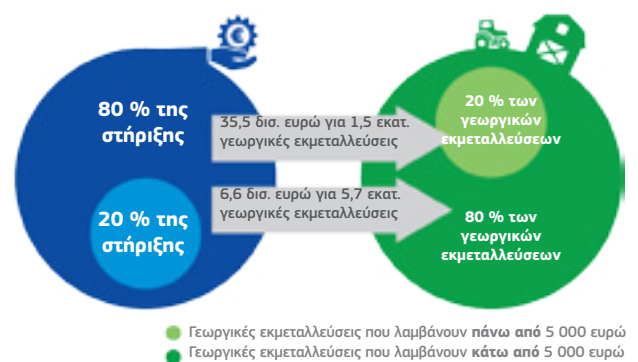 80 % της
στήριξης
35,5 δισ. ευρώ για 1,5 εκατ.
γεωργικές εκμεταλλεύσεις
20 % των
γεωργικών
εκμεταλλεύσεων
20 % της
στήριξης
6,6 δισ. ευρώ για 5,7 εκατ.
γεωργικές εκμεταλλεύσεις
80 % των
γεωργικών
εκμεταλλεύσεων
Γεωργικές εκμεταλλεύσεις που λαμβάνουν πάνω από 5 000 ευρώ
Γεωργικές εκμεταλλεύσεις που λαμβάνουν κάτω από 5 000 ευρώ